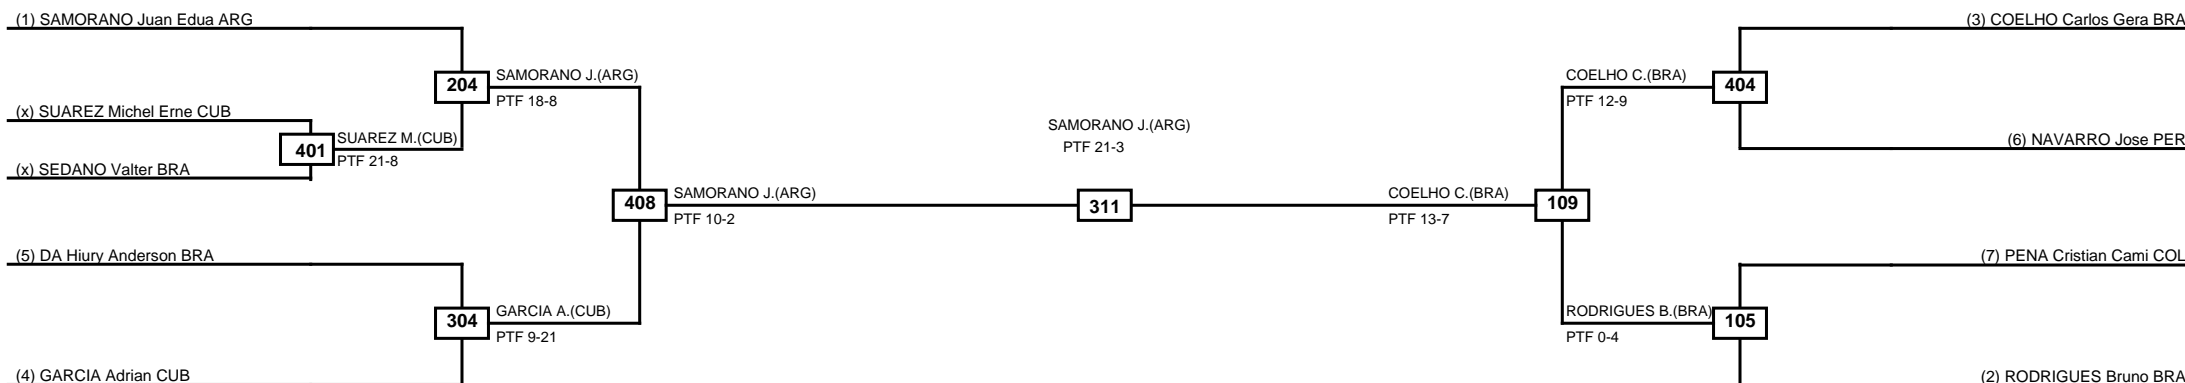 (1) SAMORANO Juan Edua ARG
(3) COELHO Carlos Gera BRA
204
SAMORANO J.(ARG)
PTF 18-8
COELHO C.(BRA)
PTF 12-9
404
(x) SUAREZ Michel Erne CUB
401
SUAREZ M.(CUB)
PTF 21-8
SAMORANO J.(ARG)
PTF 21-3
(6) NAVARRO Jose PER
(x) SEDANO Valter BRA
408
SAMORANO J.(ARG)
PTF 10-2
311
COELHO C.(BRA)
PTF 13-7
109
(5) DA Hiury Anderson BRA
(7) PENA Cristian Cami COL
304
GARCIA A.(CUB)
PTF 9-21
RODRIGUES B.(BRA)
PTF 0-4
105
(4) GARCIA Adrian CUB
(2) RODRIGUES Bruno BRA